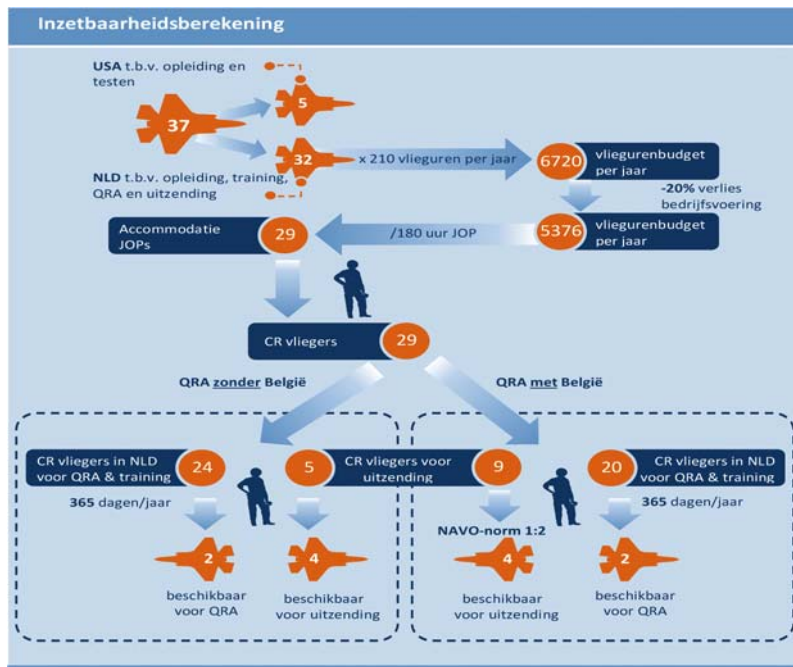 Inzetbaarheidsberekening
USA t.b.v. opleiding en
testen
37
5
32
x 210 vlieguren per jaar
6720
vliegurenbudget
per jaar
NLD t.b.v. opleiding, training,
QRA en uitzending
-20% verlies
bedrijfsvoering
Accommodatie
JOPs
29
/180 uur JOP
5376
vliegurenbudget
per jaar
CR vliegers
29
QRA zonder België
QRA met België
CR vliegers in NLD
voor QRA & training
24
5
CR vliegers voor
uitzending
9
20
CR vliegers in NLD
voor QRA & training
365 dagen/jaar
365 dagen/jaar
NAVO-norm 1:2
2
4
4
2
beschikbaar
voor QRA
beschikbaar
voor uitzending
beschikbaar
voor uitzending
beschikbaar
voor QRA